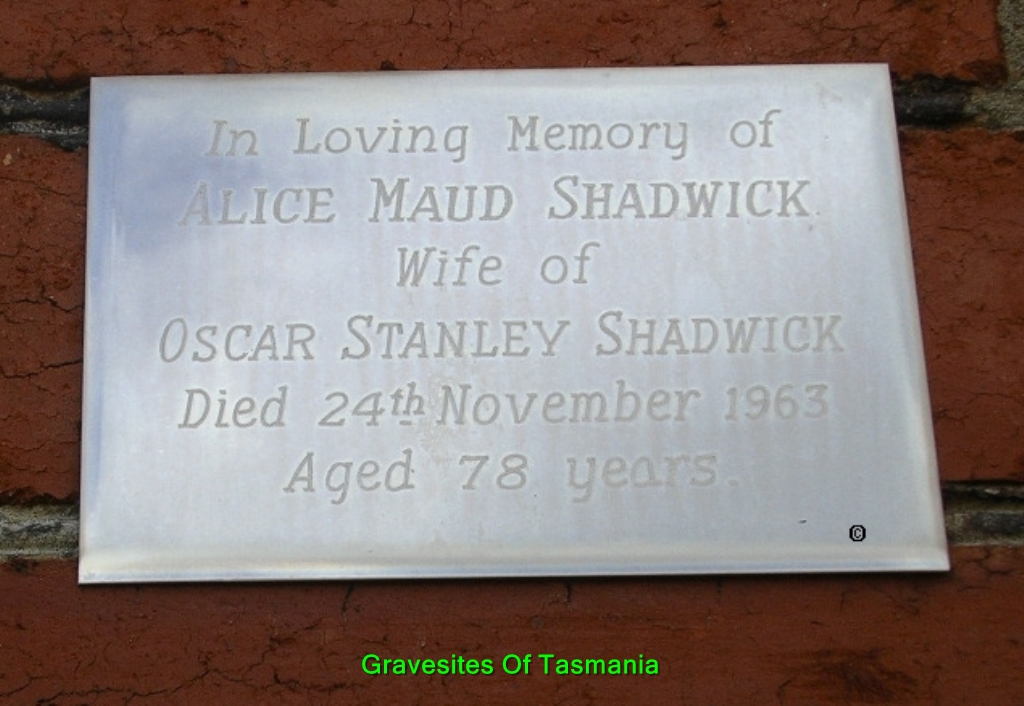 In Loving Memory of
ALICE MAUD SHADWICK
Wife of
OSCAR STANLEY SHADWICK
Died 24th November 1963
Aged 78 years.
©
Gravesites Of Tasmania